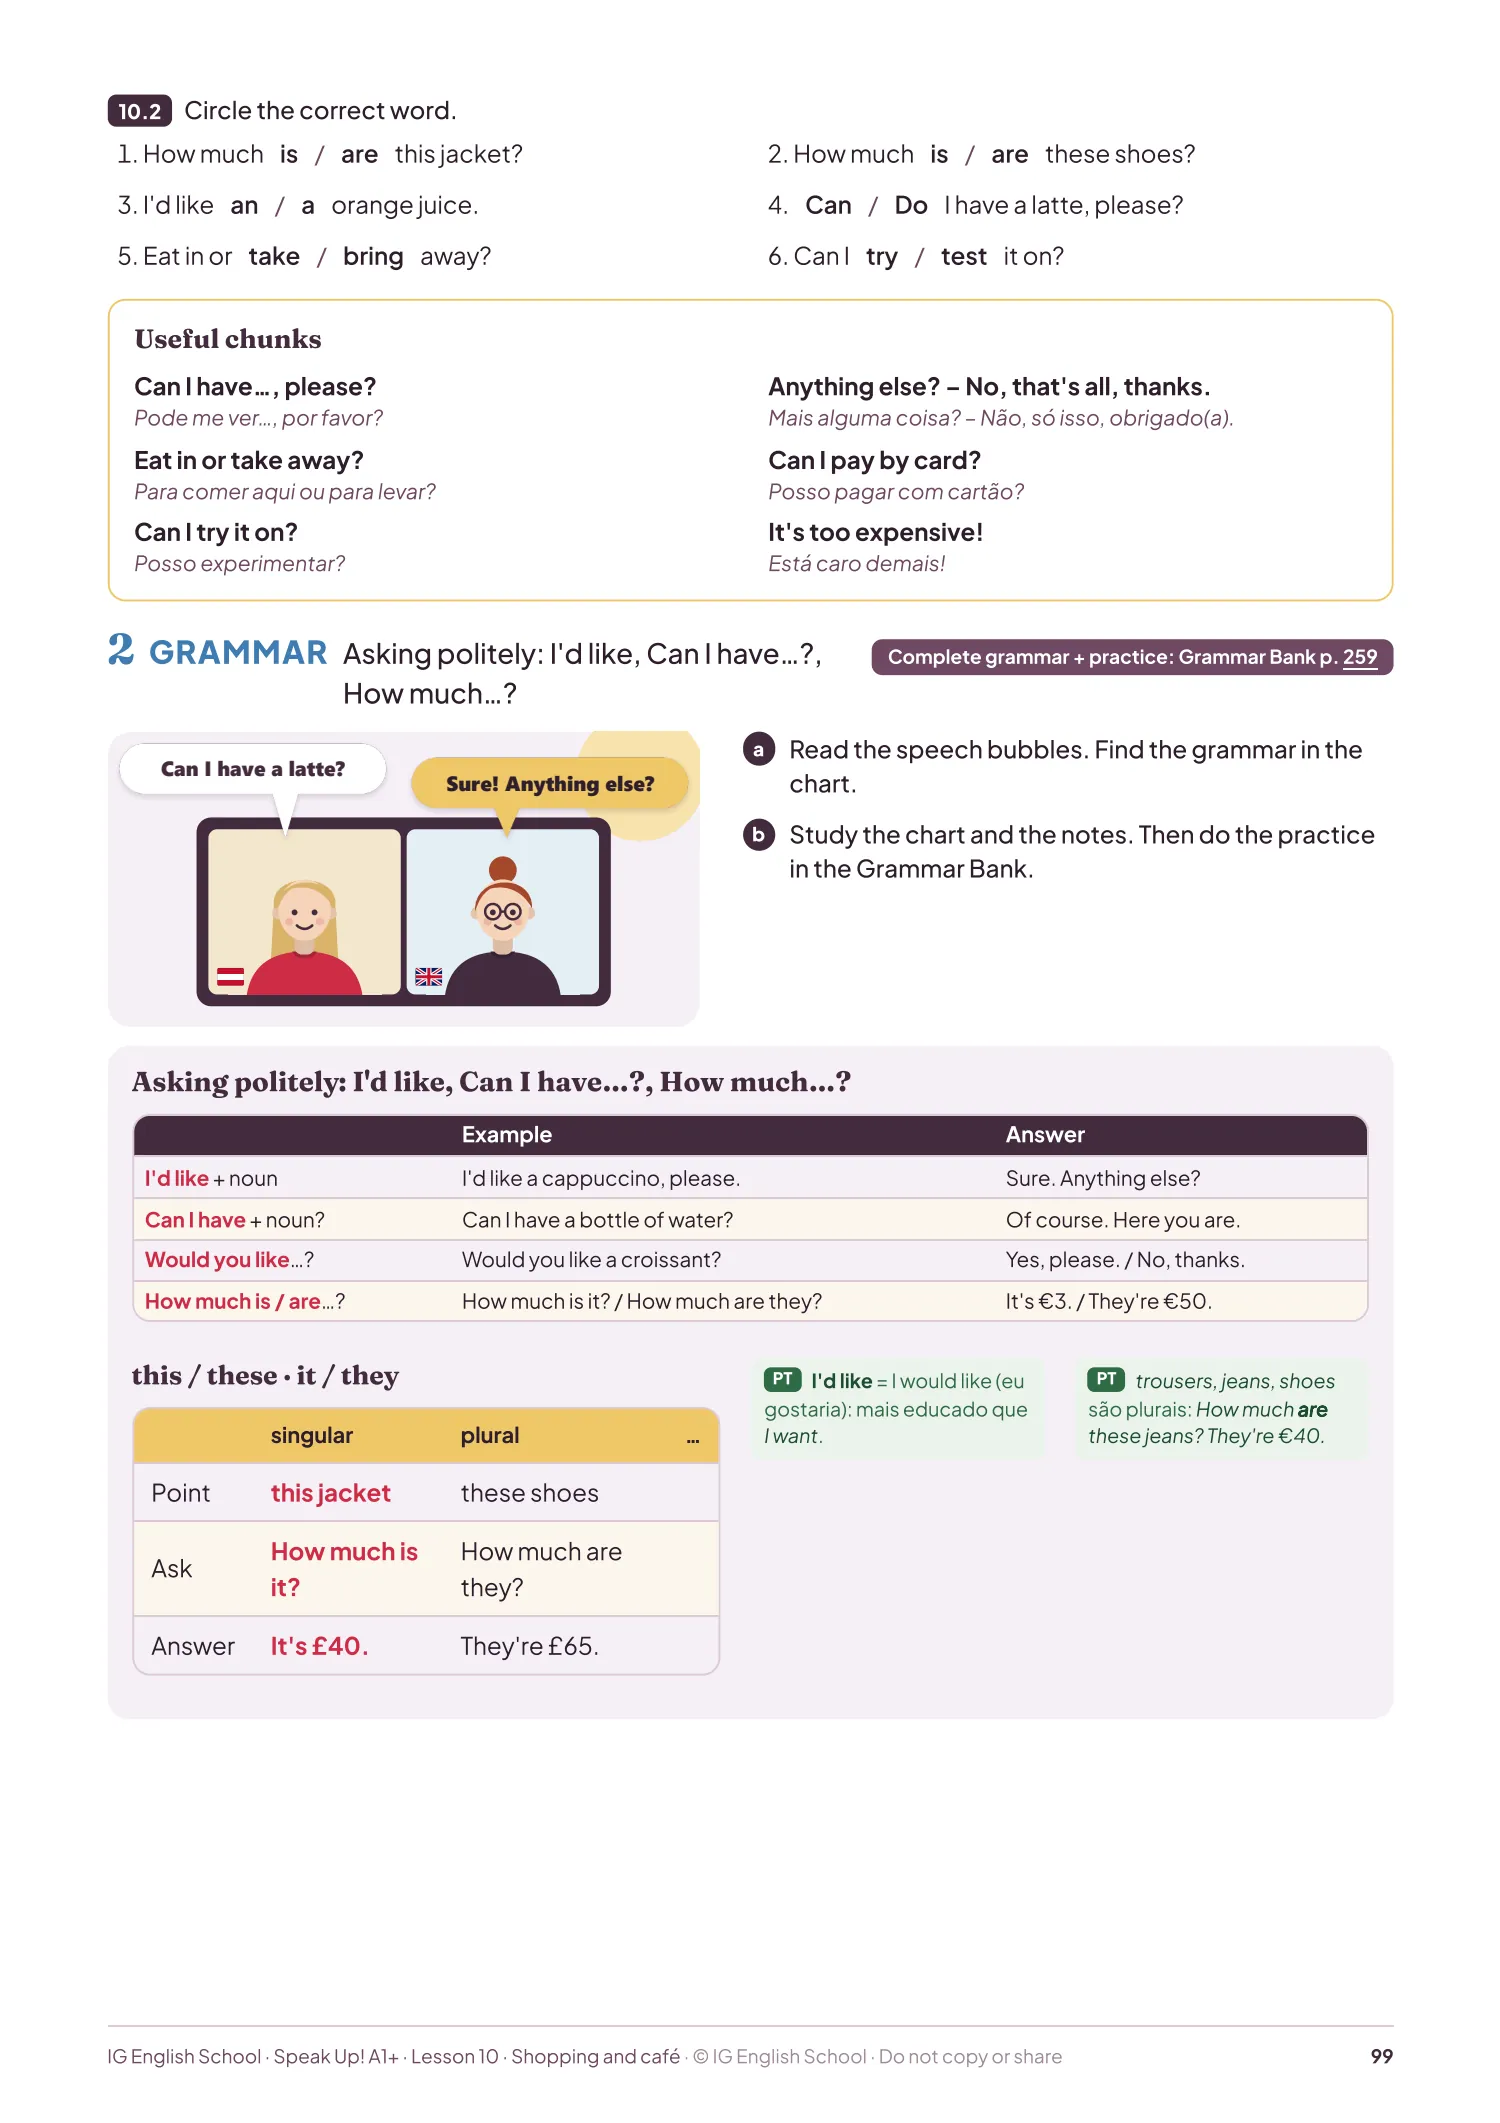 10.2 Circle the correct word.
1. How much is / are this jacket?
2. How much is / are these shoes?
3. I'd like an / a orange juice.
4. Can / Do I have a latte, please?
5. Eat in or take / bring away?
6. Can I try / test it on?
Useful chunks
Can I have…, please?
Pode me ver…, por favor?
Anything else? – No, that's all, thanks.
Mais alguma coisa? – Não, só isso, obrigado(a).
Eat in or take away?
Para comer aqui ou para levar?
Can I pay by card?
Posso pagar com cartão?
Can I try it on?
Posso experimentar?
It's too expensive!
Está caro demais!
2 GRAMMAR Asking politely: I'd like, Can I have…?,
How much…?
Complete grammar + practice: Grammar Bank p. 259
Can I have a latte?
Sure! Anything else?
a Read the speech bubbles. Find the grammar in the
chart.
b Study the chart and the notes. Then do the practice
in the Grammar Bank.
Asking politely: I'd like, Can I have…?, How much…?
Example Answer
I'd like + noun I'd like a cappuccino, please. Sure. Anything else?
Can I have + noun? Can I have a bottle of water? Of course. Here you are.
Would you like…? Would you like a croissant? Yes, please. / No, thanks.
How much is / are…? How much is it? / How much are they? It's €3. / They're €50.
this / these · it / they
singular plural …
Point this jacket these shoes
Ask How much is it? How much are they?
Answer It's £40. They're £65.
PT I'd like = I would like (eu
gostaria): mais educado que
I want.
PT trousers, jeans, shoes
são plurais: How much are
these jeans? They're €40.
IG English School · Speak Up! A1+ · Lesson 10 · Shopping and café · © IG English School · Do not copy or share 99